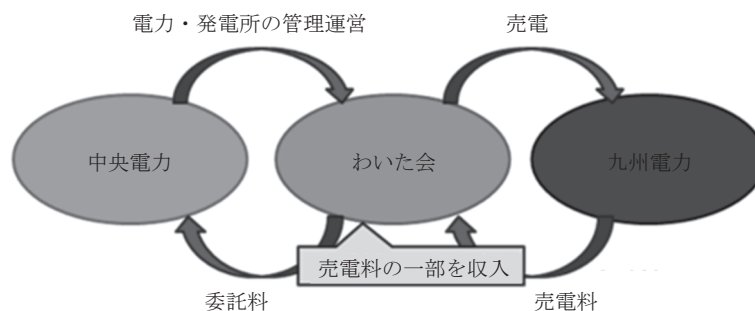 電力・発電所の管理運営
売電
中央電力
わいた会
九州電力
売電料の一部を収入
委託料
売電料